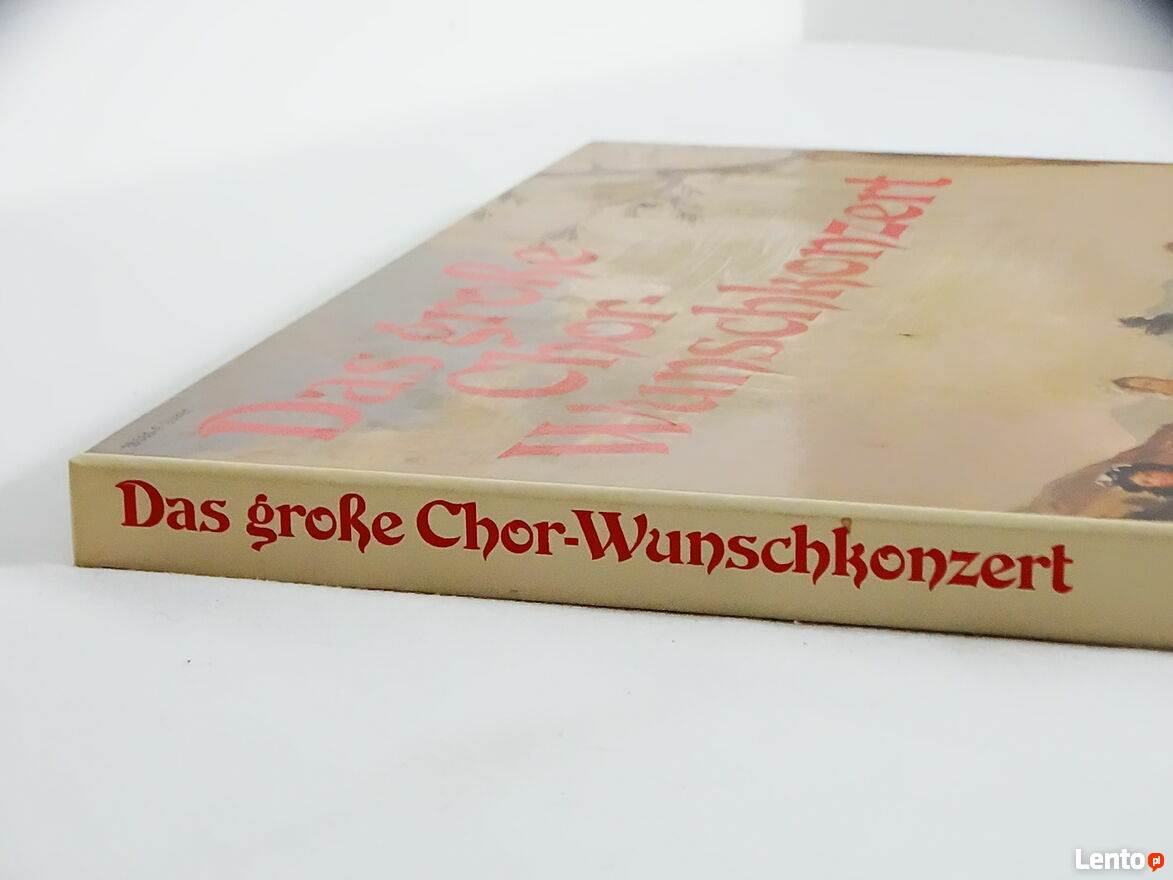 Das große
Chor-
Wunschkonzert
Das große Chor-Wunschkonzert
Lento.pl